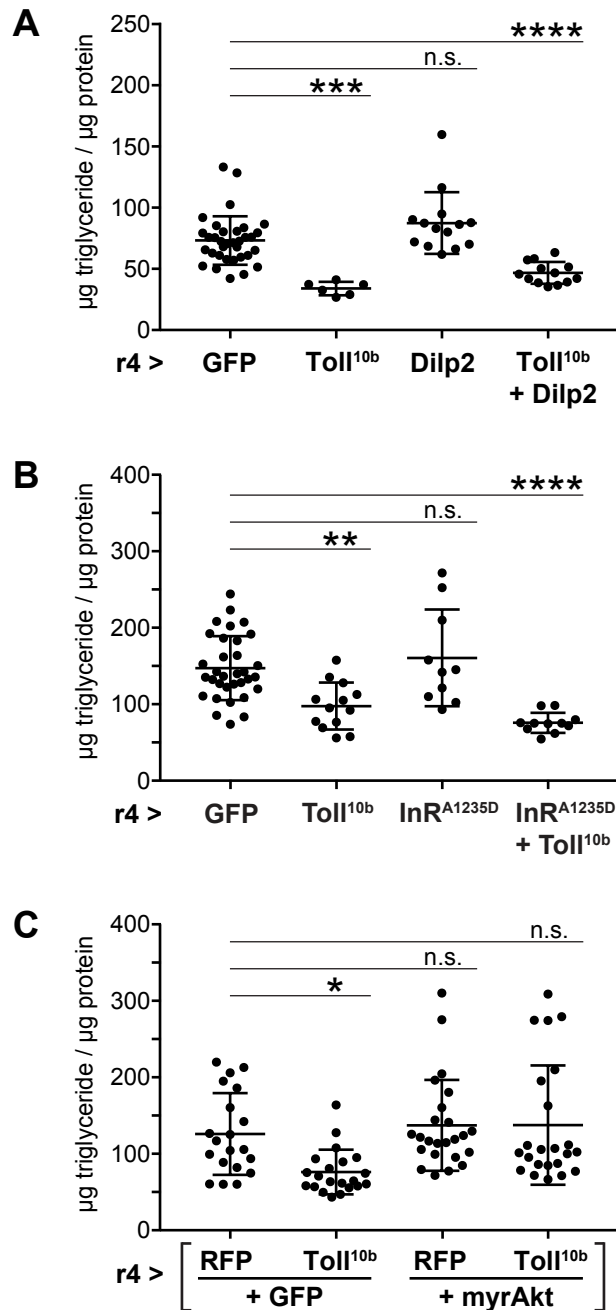 A
µg triglyceride / µg protein
250
200
150
100
50
0
****
n.s.
***
r4 > GFP Toll¹⁰ᵇ Dilp2 Toll¹⁰ᵇ
+ Dilp2
B
µg triglyceride / µg protein
400
300
200
100
0
****
n.s.
**
r4 > GFP Toll¹⁰ᵇ InRᴬ¹²³⁵ᴰ InRᴬ¹²³⁵ᴰ
+ Toll¹⁰ᵇ
C
µg triglyceride / µg protein
400
300
200
100
0
n.s.
n.s.
*
RFP Toll¹⁰ᵇ RFP Toll¹⁰ᵇ
r4 > [ + GFP + myrAkt ]